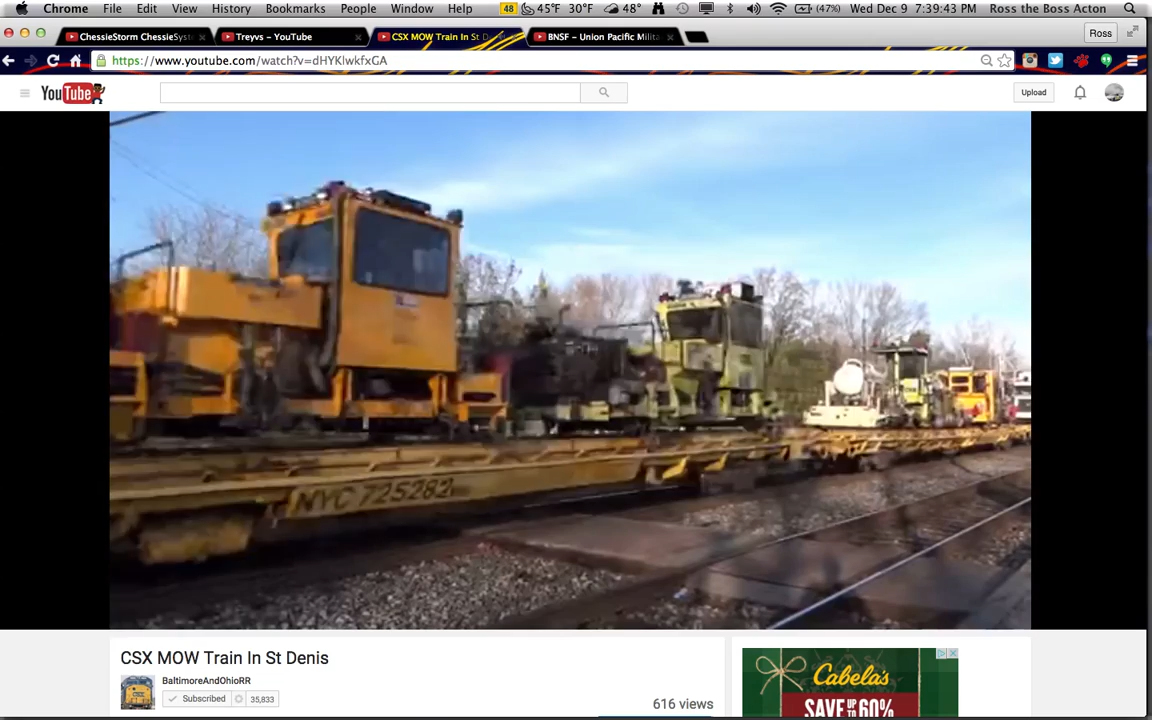 Chrome File Edit View History Bookmarks People Window Help 48 45°F 30°F 48° (47%) Wed Dec 9 7:39:43 PM Ross the Boss Acton
ChessieStorm ChessieSyst Treyvs – YouTube CSX MOW Train In St D BNSF – Union Pacific Milit Ross
https://www.youtube.com/watch?v=dHYKlwkfxGA
YouTube Upload
NYC 725282
CSX MOW Train In St Denis
BaltimoreAndOhioRR
Subscribed 35,833
616 views
Cabela's
SAVE UP TO 60%